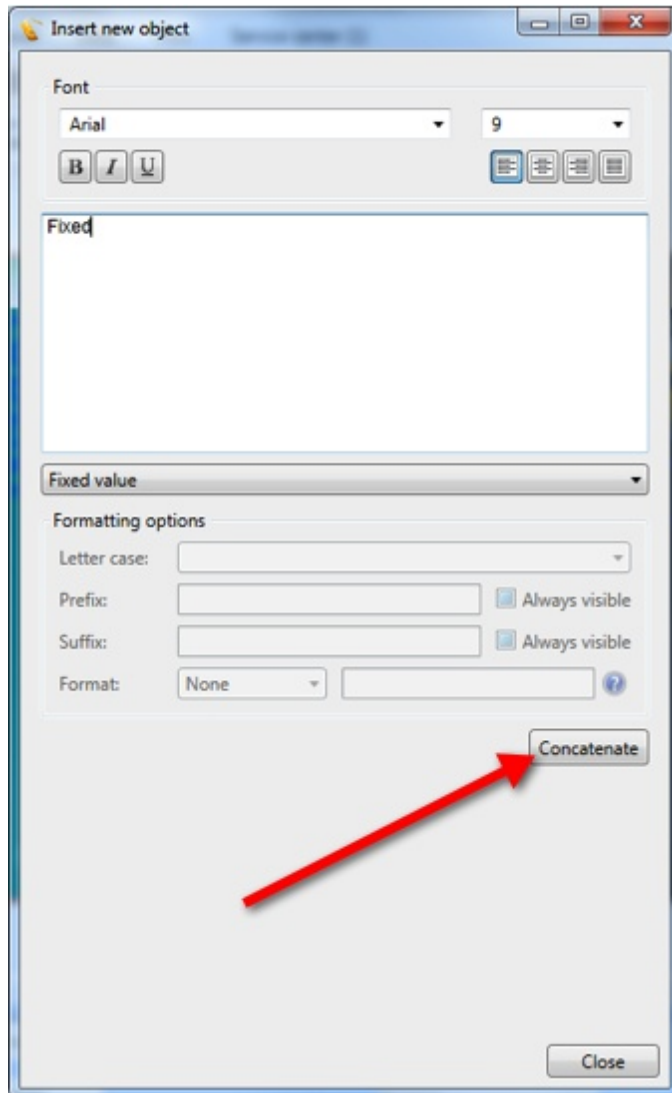 Insert new object
Font
Arial
9
B I U
Fixed
Fixed value
Formatting options
Letter case:
Prefix:
Always visible
Suffix:
Always visible
Format:
None
?
Concatenate
Close